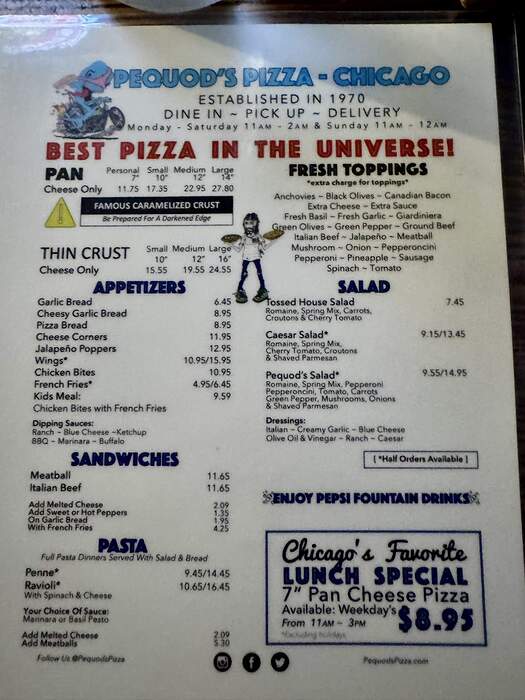 PEQUOD'S PIZZA - CHICAGO
ESTABLISHED IN 1970
DINE IN ~ PICK UP ~ DELIVERY
Monday - Saturday 11AM - 2AM & Sunday 11AM - 12AM
BEST PIZZA IN THE UNIVERSE!
PAN Personal 7" Small 10" Medium 12" Large 14"
Cheese Only 11.75 17.35 22.95 27.80
FAMOUS CARAMELIZED CRUST
Be Prepared For A Darkened Edge
THIN CRUST Small 10" Medium 12" Large 16"
Cheese Only 15.55 19.55 24.55
FRESH TOPPINGS
*extra charge for toppings*
Anchovies ~ Black Olives ~ Canadian Bacon
Extra Cheese ~ Extra Sauce
Fresh Basil ~ Fresh Garlic ~ Giardiniera
Green Olives ~ Green Pepper ~ Ground Beef
Italian Beef ~ Jalapeño ~ Meatball
Mushroom ~ Onion ~ Pepperoncini
Pepperoni ~ Pineapple ~ Sausage
Spinach ~ Tomato
APPETIZERS
Garlic Bread 6.45
Cheesy Garlic Bread 8.95
Pizza Bread 8.95
Cheese Corners 11.95
Jalapeño Poppers 12.95
Wings* 10.95/15.95
Chicken Bites 10.95
French Fries* 4.95/6.45
Kids Meal: 9.59
Chicken Bites with French Fries
Dipping Sauces:
Ranch ~ Blue Cheese ~Ketchup
BBQ ~ Marinara ~ Buffalo
SANDWICHES
Meatball 11.65
Italian Beef 11.65
Add Melted Cheese 2.09
Add Sweet or Hot Peppers 1.35
On Garlic Bread 1.95
With French Fries 4.25
PASTA
Full Pasta Dinners Served With Salad & Bread
Penne* 9.45/14.45
Ravioli* 10.65/16.45
With Spinach & Cheese
Your Choice Of Sauce:
Marinara or Basil Pesto
Add Melted Cheese 2.09
Add Meatballs 5.30
SALAD
Tossed House Salad 7.45
Romaine, Spring Mix, Carrots,
Croutons & Cherry Tomato
Caesar Salad* 9.15/13.45
Romaine, Spring Mix,
Cherry Tomato, Croutons
& Shaved Parmesan
Pequod's Salad* 9.55/14.95
Romaine, Spring Mix, Pepperoni
Pepperoncini, Tomato, Carrots
Green Pepper, Mushrooms, Onions
& Shaved Parmesan
Dressings:
Italian ~ Creamy Garlic ~ Blue Cheese
Olive Oil & Vinegar ~ Ranch ~ Caesar
[ *Half Orders Available ]
ENJOY PEPSI FOUNTAIN DRINKS
Chicago's Favorite
LUNCH SPECIAL
7" Pan Cheese Pizza
Available: Weekday's
From 11AM ~ 3PM
$8.95
*Excluding holidays
Follow Us @PequodsPizza
PequodsPizza.com